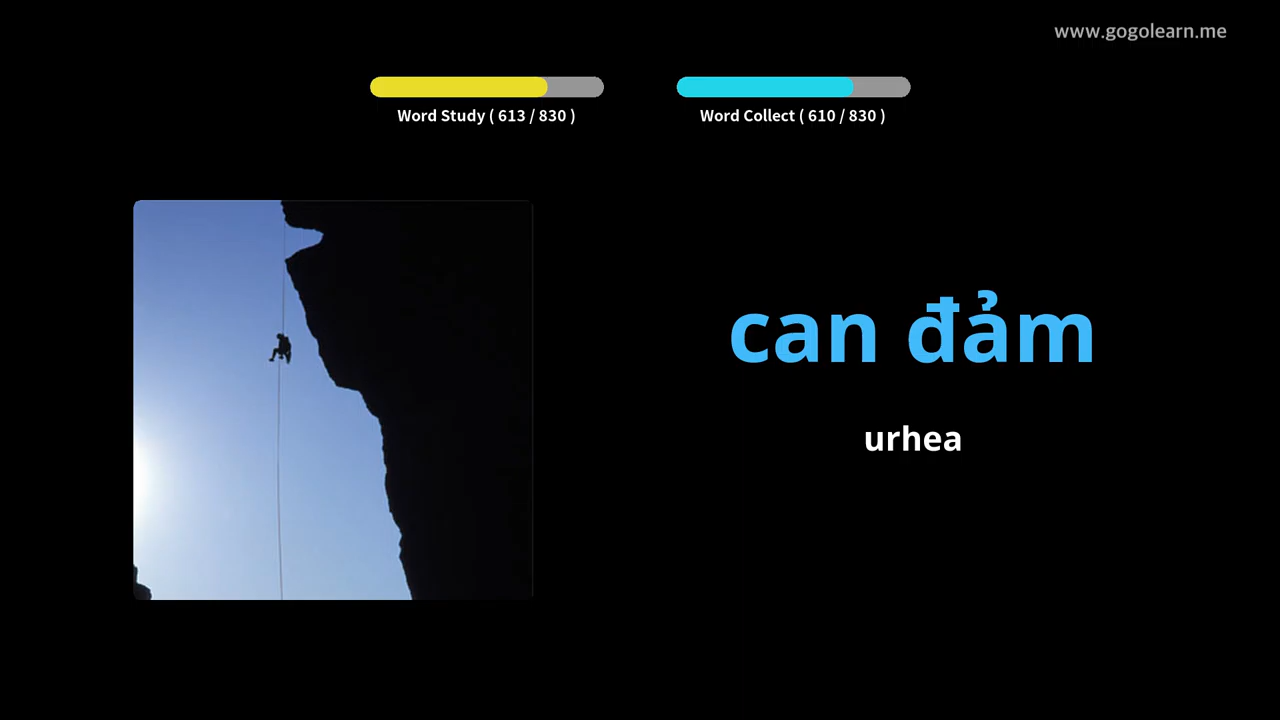 www.gogolearn.me
Word Study ( 613 / 830 )
Word Collect ( 610 / 830 )
can đảm
urhea